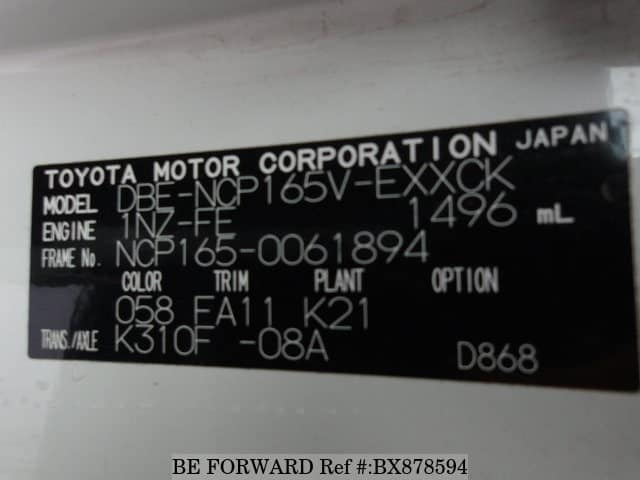 TOYOTA MOTOR CORPORATION JAPAN
MODEL DBE-NCP165V-EXXCK
ENGINE 1NZ-FE 1496 mL
FRAME No. NCP165-0061894
COLOR TRIM PLANT OPTION
058 FA11 K21
TRANS./AXLE K310F -08A D868
BE FORWARD Ref #:BX878594